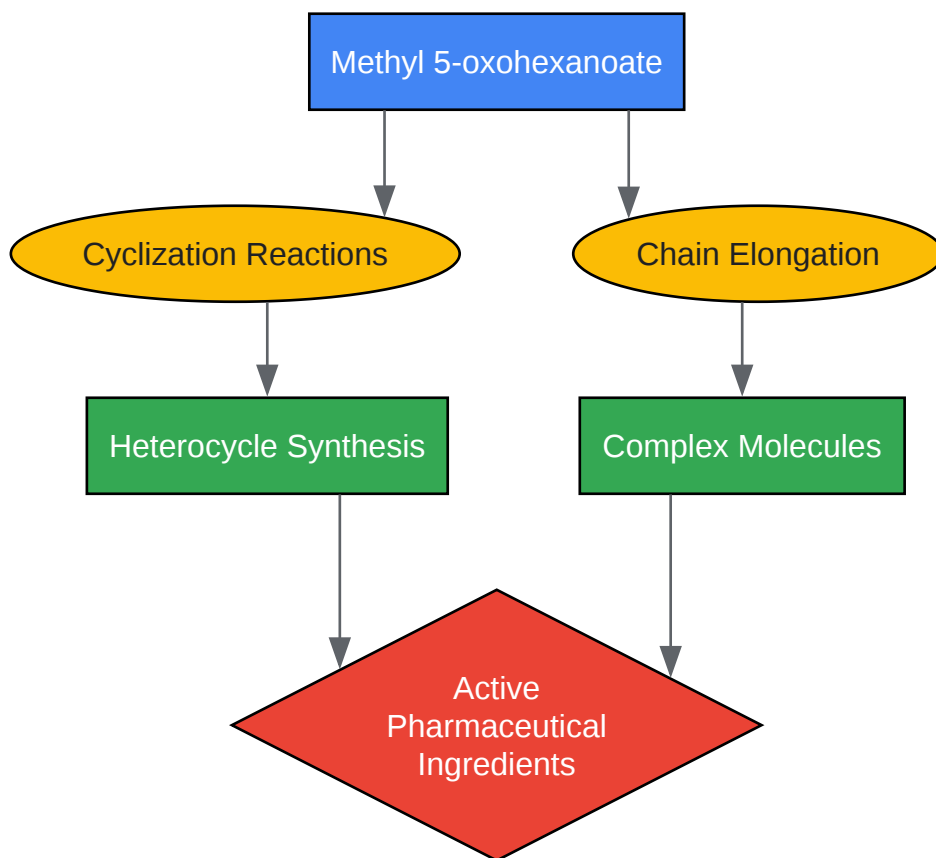 Methyl 5-oxohexanoate
Cyclization Reactions
Chain Elongation
Heterocycle Synthesis
Complex Molecules
Active
Pharmaceutical
Ingredients